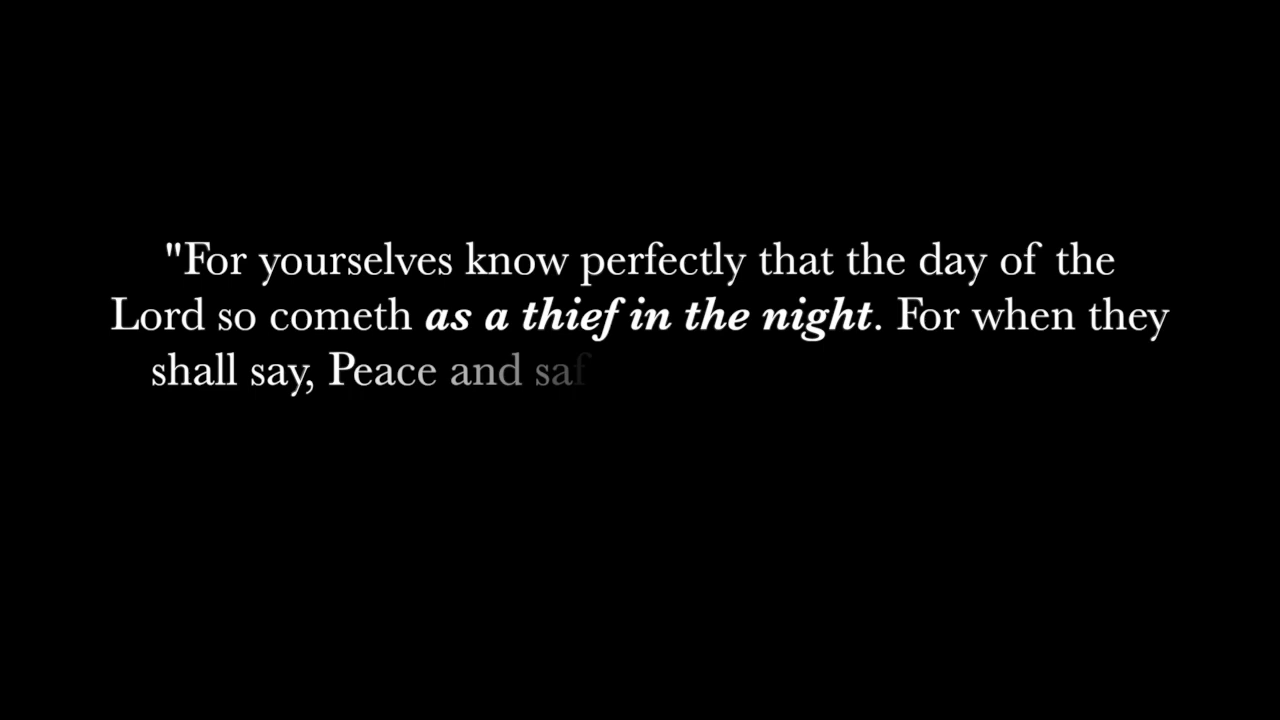 "For yourselves know perfectly that the day of the
Lord so cometh as a thief in the night. For when they
shall say, Peace and saf